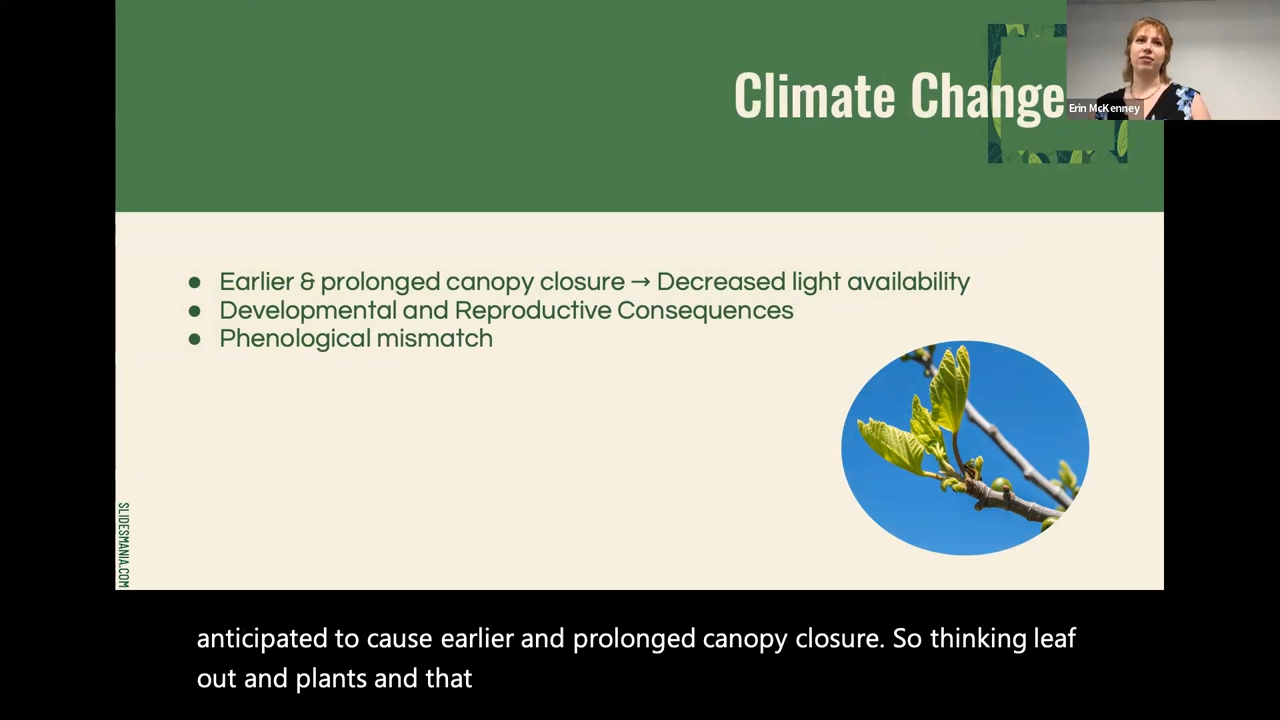 Climate Change
Erin McKenney
● Earlier & prolonged canopy closure → Decreased light availability
● Developmental and Reproductive Consequences
● Phenological mismatch
SLIDESMANIA.COM
anticipated to cause earlier and prolonged canopy closure. So thinking leaf
out and plants and that